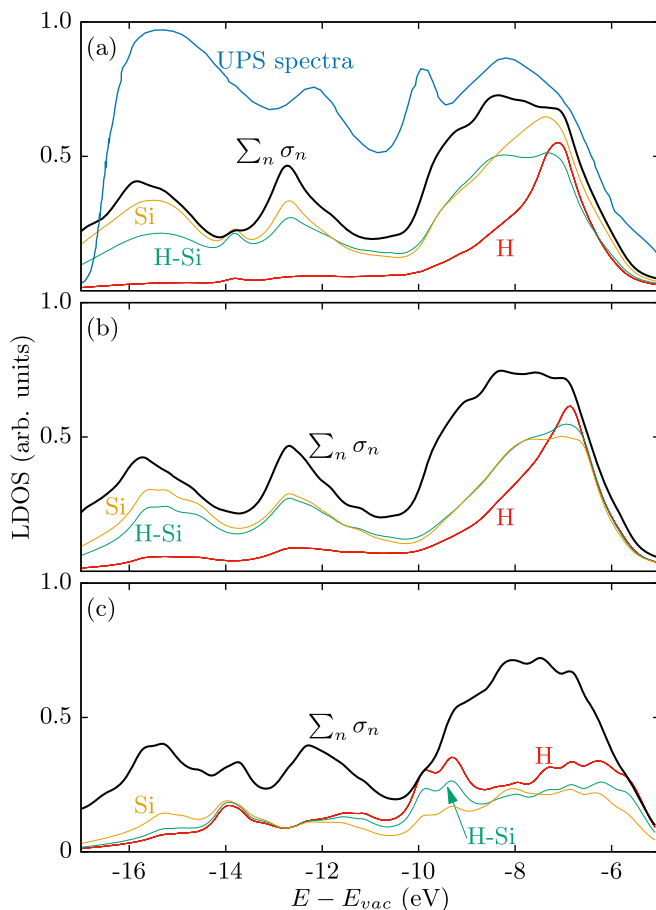 1.0
(a)
UPS spectra
∑ₙ σₙ
0.5
Si
H-Si
H
1.0
(b)
LDOS (arb. units)
∑ₙ σₙ
0.5
Si
H-Si
H
1.0
(c)
∑ₙ σₙ
0.5
H
Si
H-Si
0
-16 -14 -12 -10 -8 -6
E − Eᵥₐc (eV)